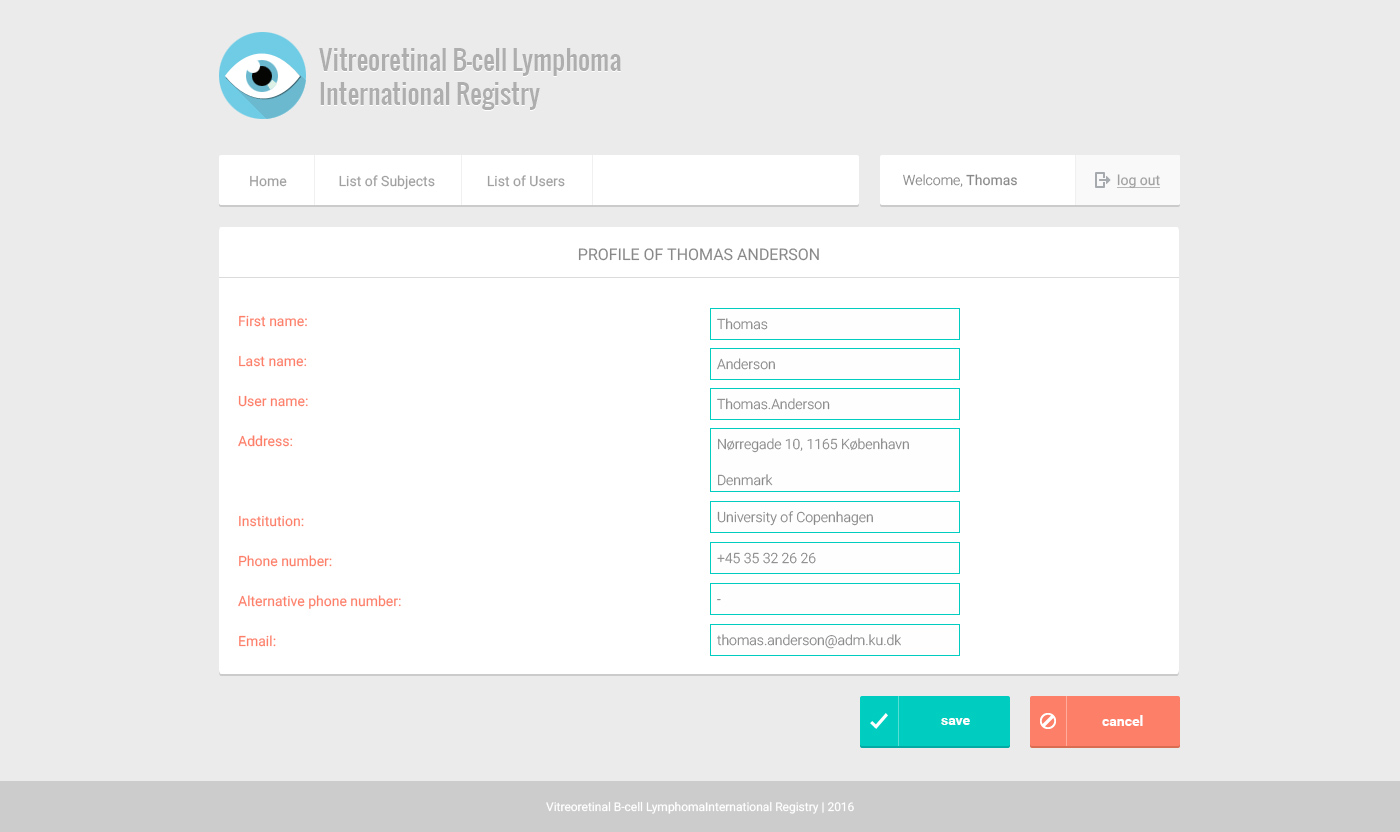 Vitreoretinal B-cell Lymphoma
International Registry
Home
List of Subjects
List of Users
Welcome, Thomas
log out
PROFILE OF THOMAS ANDERSON
First name:
Thomas
Last name:
Anderson
User name:
Thomas.Anderson
Address:
Nørregade 10, 1165 København
Denmark
Institution:
University of Copenhagen
Phone number:
+45 35 32 26 26
Alternative phone number:
-
Email:
thomas.anderson@adm.ku.dk
save
cancel
Vitreoretinal B-cell LymphomaInternational Registry | 2016